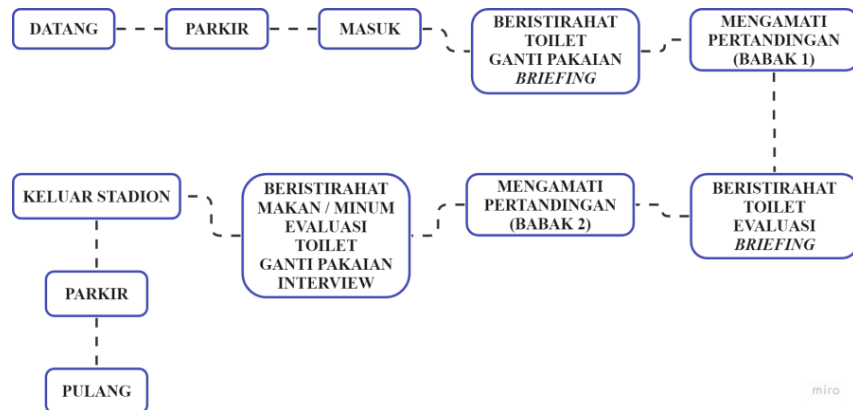 DATANG
PARKIR
MASUK
BERISTIRAHAT
TOILET
GANTI PAKAIAN
BRIEFING
MENGAMATI
PERTANDINGAN
(BABAK 1)
BERISTIRAHAT
TOILET
EVALUASI
BRIEFING
MENGAMATI
PERTANDINGAN
(BABAK 2)
BERISTIRAHAT
MAKAN / MINUM
EVALUASI
TOILET
GANTI PAKAIAN
INTERVIEW
KELUAR STADION
PARKIR
PULANG
miro